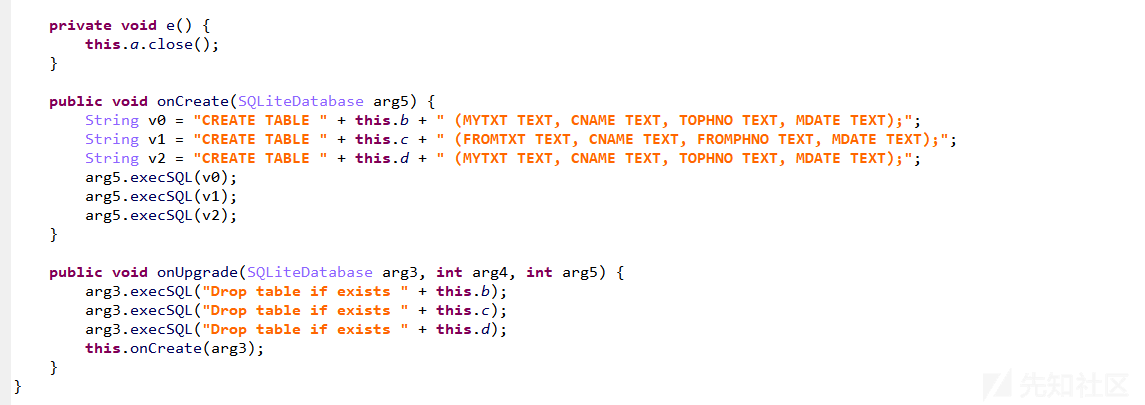 private void e() {
this.a.close();
}
public void onCreate(SQLiteDatabase arg5) {
String v0 = "CREATE TABLE " + this.b + " (MYTXT TEXT, CNAME TEXT, TOPHNO TEXT, MDATE TEXT);";
String v1 = "CREATE TABLE " + this.c + " (FROMTXT TEXT, CNAME TEXT, FROMPHNO TEXT, MDATE TEXT);";
String v2 = "CREATE TABLE " + this.d + " (MYTXT TEXT, CNAME TEXT, TOPHNO TEXT, MDATE TEXT);";
arg5.execSQL(v0);
arg5.execSQL(v1);
arg5.execSQL(v2);
}
public void onUpgrade(SQLiteDatabase arg3, int arg4, int arg5) {
arg3.execSQL("Drop table if exists " + this.b);
arg3.execSQL("Drop table if exists " + this.c);
arg3.execSQL("Drop table if exists " + this.d);
this.onCreate(arg3);
}
}
先知社区